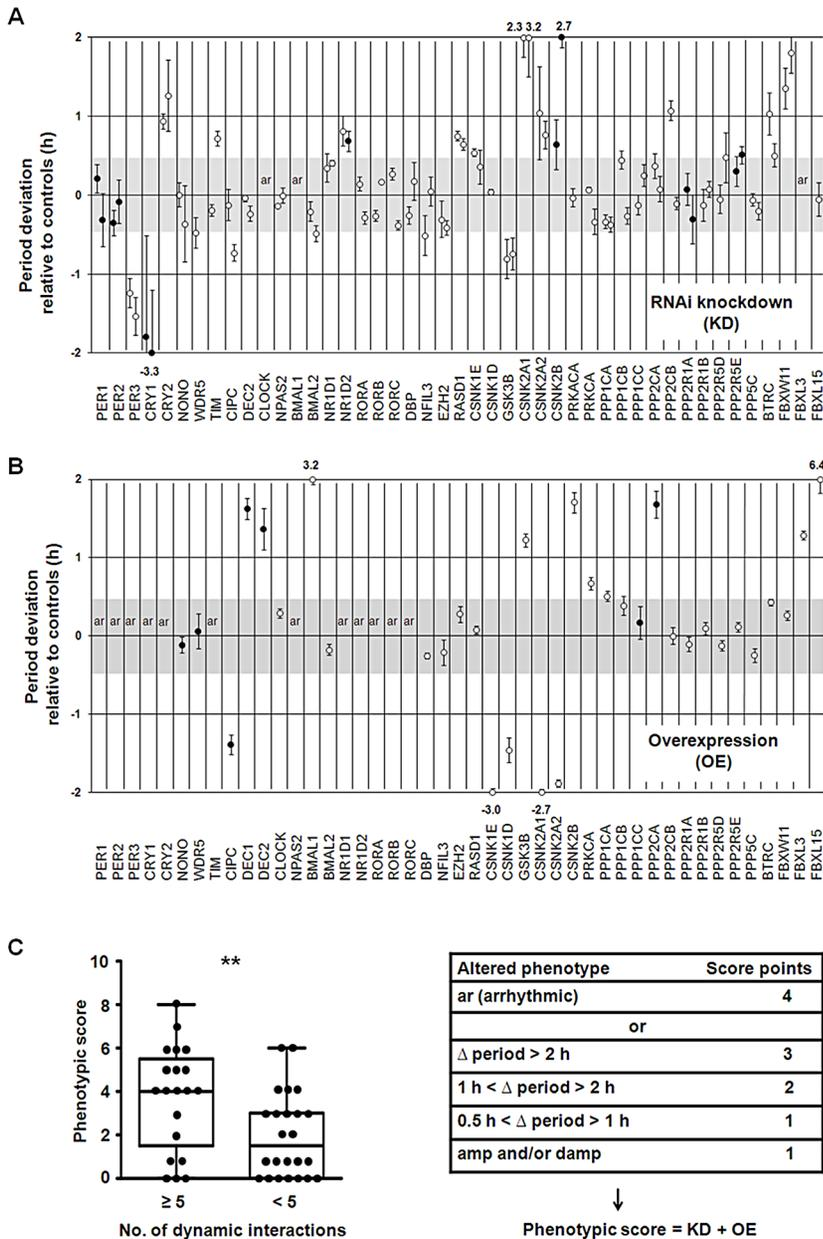 A
2.3 3.2 2.7
2
1
0
-1
-2
Period deviation
relative to controls (h)
ar ar ar
RNAi knockdown
(KD)
-3.3
PER1 PER2 PER3 CRY1 CRY2 NONO WDR5 TIM CIPC DEC2 CLOCK NPAS2 BMAL1 BMAL2 NR1D1 NR1D2 RORA RORB RORC DBP NFIL3 EZH2 RASD1 CSNK1E CSNK1D GSK3B CSNK2A1 CSNK2A2 CSNK2B PRKACA PRKCA PPP1CA PPP1CB PPP1CC PPP2CA PPP2CB PPP2R1A PPP2R1B PPP2R5D PPP2R5E PPP5C BTRC FBXW11 FBXL3 FBXL15
B
3.2 6.4
2
1
0
-1
-2
Period deviation
relative to controls (h)
ar ar ar ar ar ar ar ar ar ar ar ar
Overexpression
(OE)
-3.0 -2.7
PER1 PER2 PER3 CRY1 CRY2 NONO WDR5 TIM CIPC DEC1 DEC2 CLOCK NPAS2 BMAL1 BMAL2 NR1D1 NR1D2 RORA RORB RORC DBP NFIL3 EZH2 RASD1 CSNK1E CSNK1D GSK3B CSNK2A1 CSNK2A2 CSNK2B PRKCA PPP1CA PPP1CB PPP1CC PPP2CA PPP2CB PPP2R1A PPP2R1B PPP2R5D PPP2R5E PPP5C BTRC FBXW11 FBXL3 FBXL15
C
10
8
6
4
2
0
**
Phenotypic score
≥ 5 < 5
No. of dynamic interactions
Altered phenotype Score points
ar (arrhythmic) 4
or
Δ period > 2 h 3
1 h < Δ period > 2 h 2
0.5 h < Δ period > 1 h 1
amp and/or damp 1
↓
Phenotypic score = KD + OE